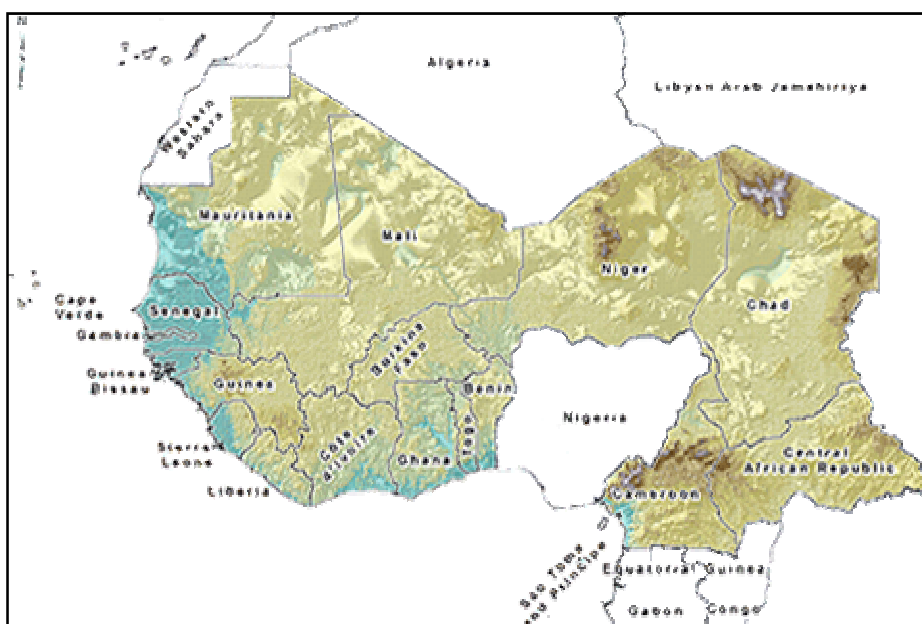 Algeria
Libyan Arab Jamahiriya
Western
Sahara
Mauritania
Mali
Niger
Chad
Cape
Verde
Senegal
Gambia
Burkina
Faso
Guinea
Bissau
Guinea
Benin
Nigeria
Togo
Côte
d'Ivoire
Ghana
Sierra
Leone
Liberia
Central
African Republic
Cameroon
Sao Tome
and Principe
Equatorial Guinea
Gabon
Congo